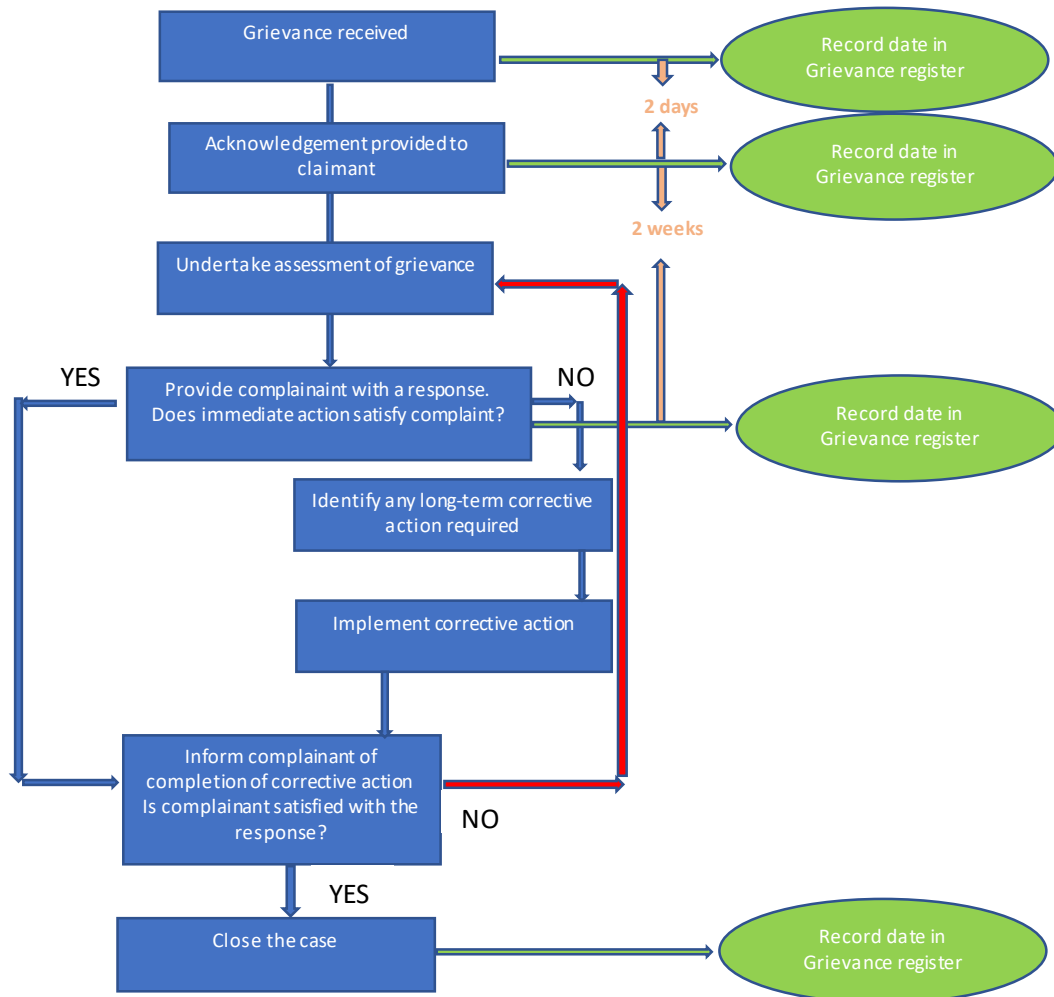 Grievance received
Record date in
Grievance register
2 days
Acknowledgement provided to
claimant
Record date in
Grievance register
2 weeks
Undertake assessment of grievance
YES
Provide complainaint with a response.
Does immediate action satisfy complaint?
NO
Record date in
Grievance register
Identify any long-term corrective
action required
Implement corrective action
Inform complainant of
completion of corrective action
Is complainant satisfied with the
response?
NO
YES
Close the case
Record date in
Grievance register